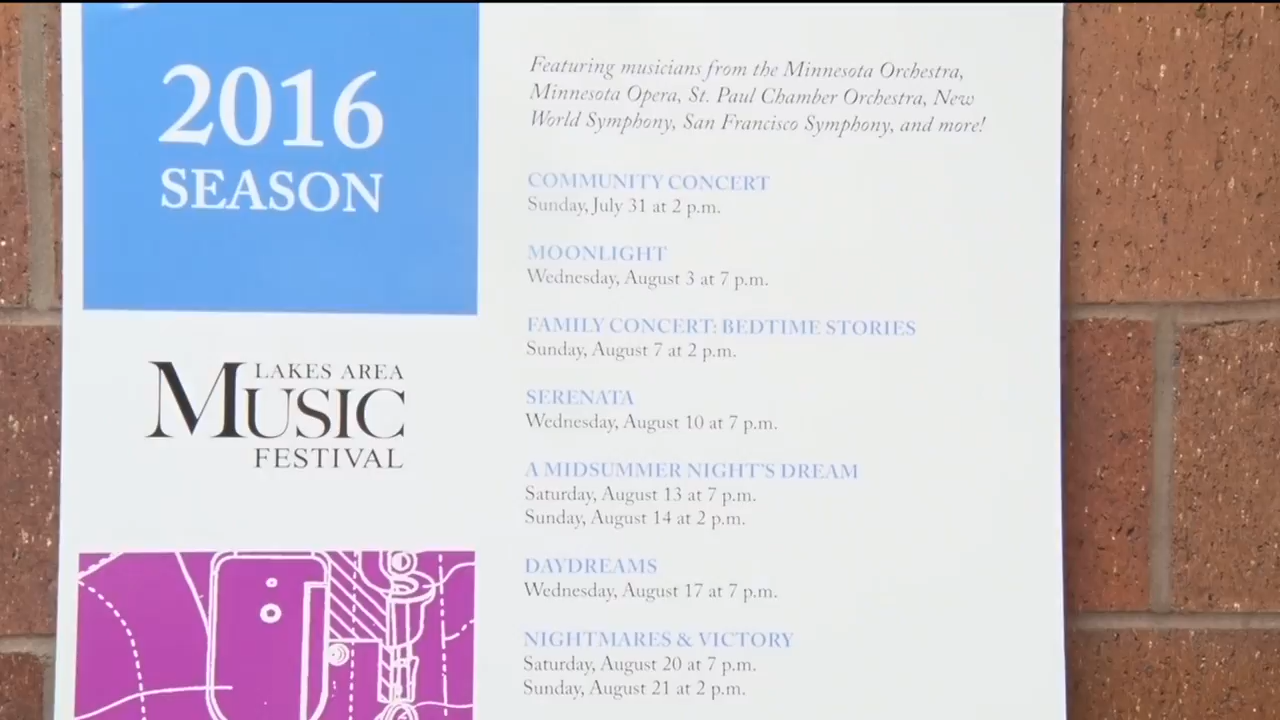 2016
SEASON
LAKES AREA
MUSIC
FESTIVAL
Featuring musicians from the Minnesota Orchestra,
Minnesota Opera, St. Paul Chamber Orchestra, New
World Symphony, San Francisco Symphony, and more!
COMMUNITY CONCERT
Sunday, July 31 at 2 p.m.
MOONLIGHT
Wednesday, August 3 at 7 p.m.
FAMILY CONCERT: BEDTIME STORIES
Sunday, August 7 at 2 p.m.
SERENATA
Wednesday, August 10 at 7 p.m.
A MIDSUMMER NIGHT'S DREAM
Saturday, August 13 at 7 p.m.
Sunday, August 14 at 2 p.m.
DAYDREAMS
Wednesday, August 17 at 7 p.m.
NIGHTMARES & VICTORY
Saturday, August 20 at 7 p.m.
Sunday, August 21 at 2 p.m.